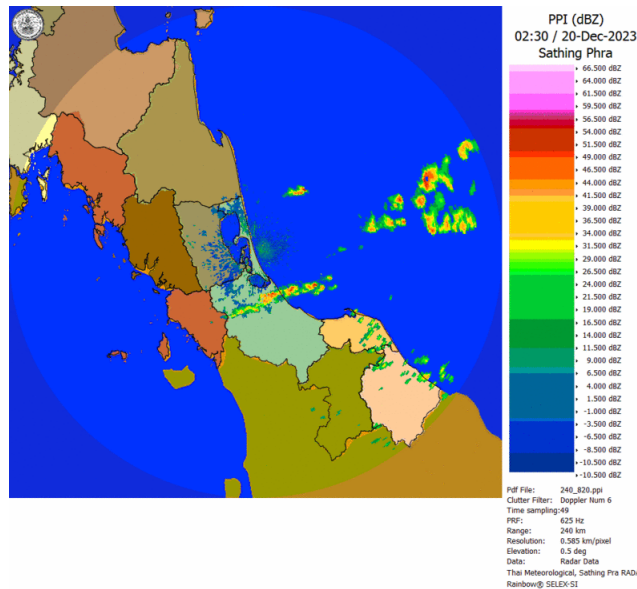 PPI (dBZ)
02:30 / 20-Dec-2023
Sathing Phra
66.500 dBZ
64.000 dBZ
61.500 dBZ
59.500 dBZ
56.500 dBZ
54.000 dBZ
51.500 dBZ
49.000 dBZ
46.500 dBZ
44.000 dBZ
41.500 dBZ
39.000 dBZ
36.500 dBZ
34.000 dBZ
31.500 dBZ
29.000 dBZ
26.500 dBZ
24.000 dBZ
21.500 dBZ
19.000 dBZ
16.500 dBZ
14.000 dBZ
11.500 dBZ
9.000 dBZ
6.500 dBZ
4.000 dBZ
1.500 dBZ
-1.000 dBZ
-3.500 dBZ
-6.500 dBZ
-8.500 dBZ
-10.500 dBZ
-10.500 dBZ
Pdf File: 240_820.ppi
Clutter Filter: Doppler Num 6
Time sampling:49
PRF: 625 Hz
Range: 240 km
Resolution: 0.585 km/pixel
Elevation: 0.5 deg
Data: Radar Data
Thai Meteorological, Sathing Pra RADa
Rainbow® SELEX-SI